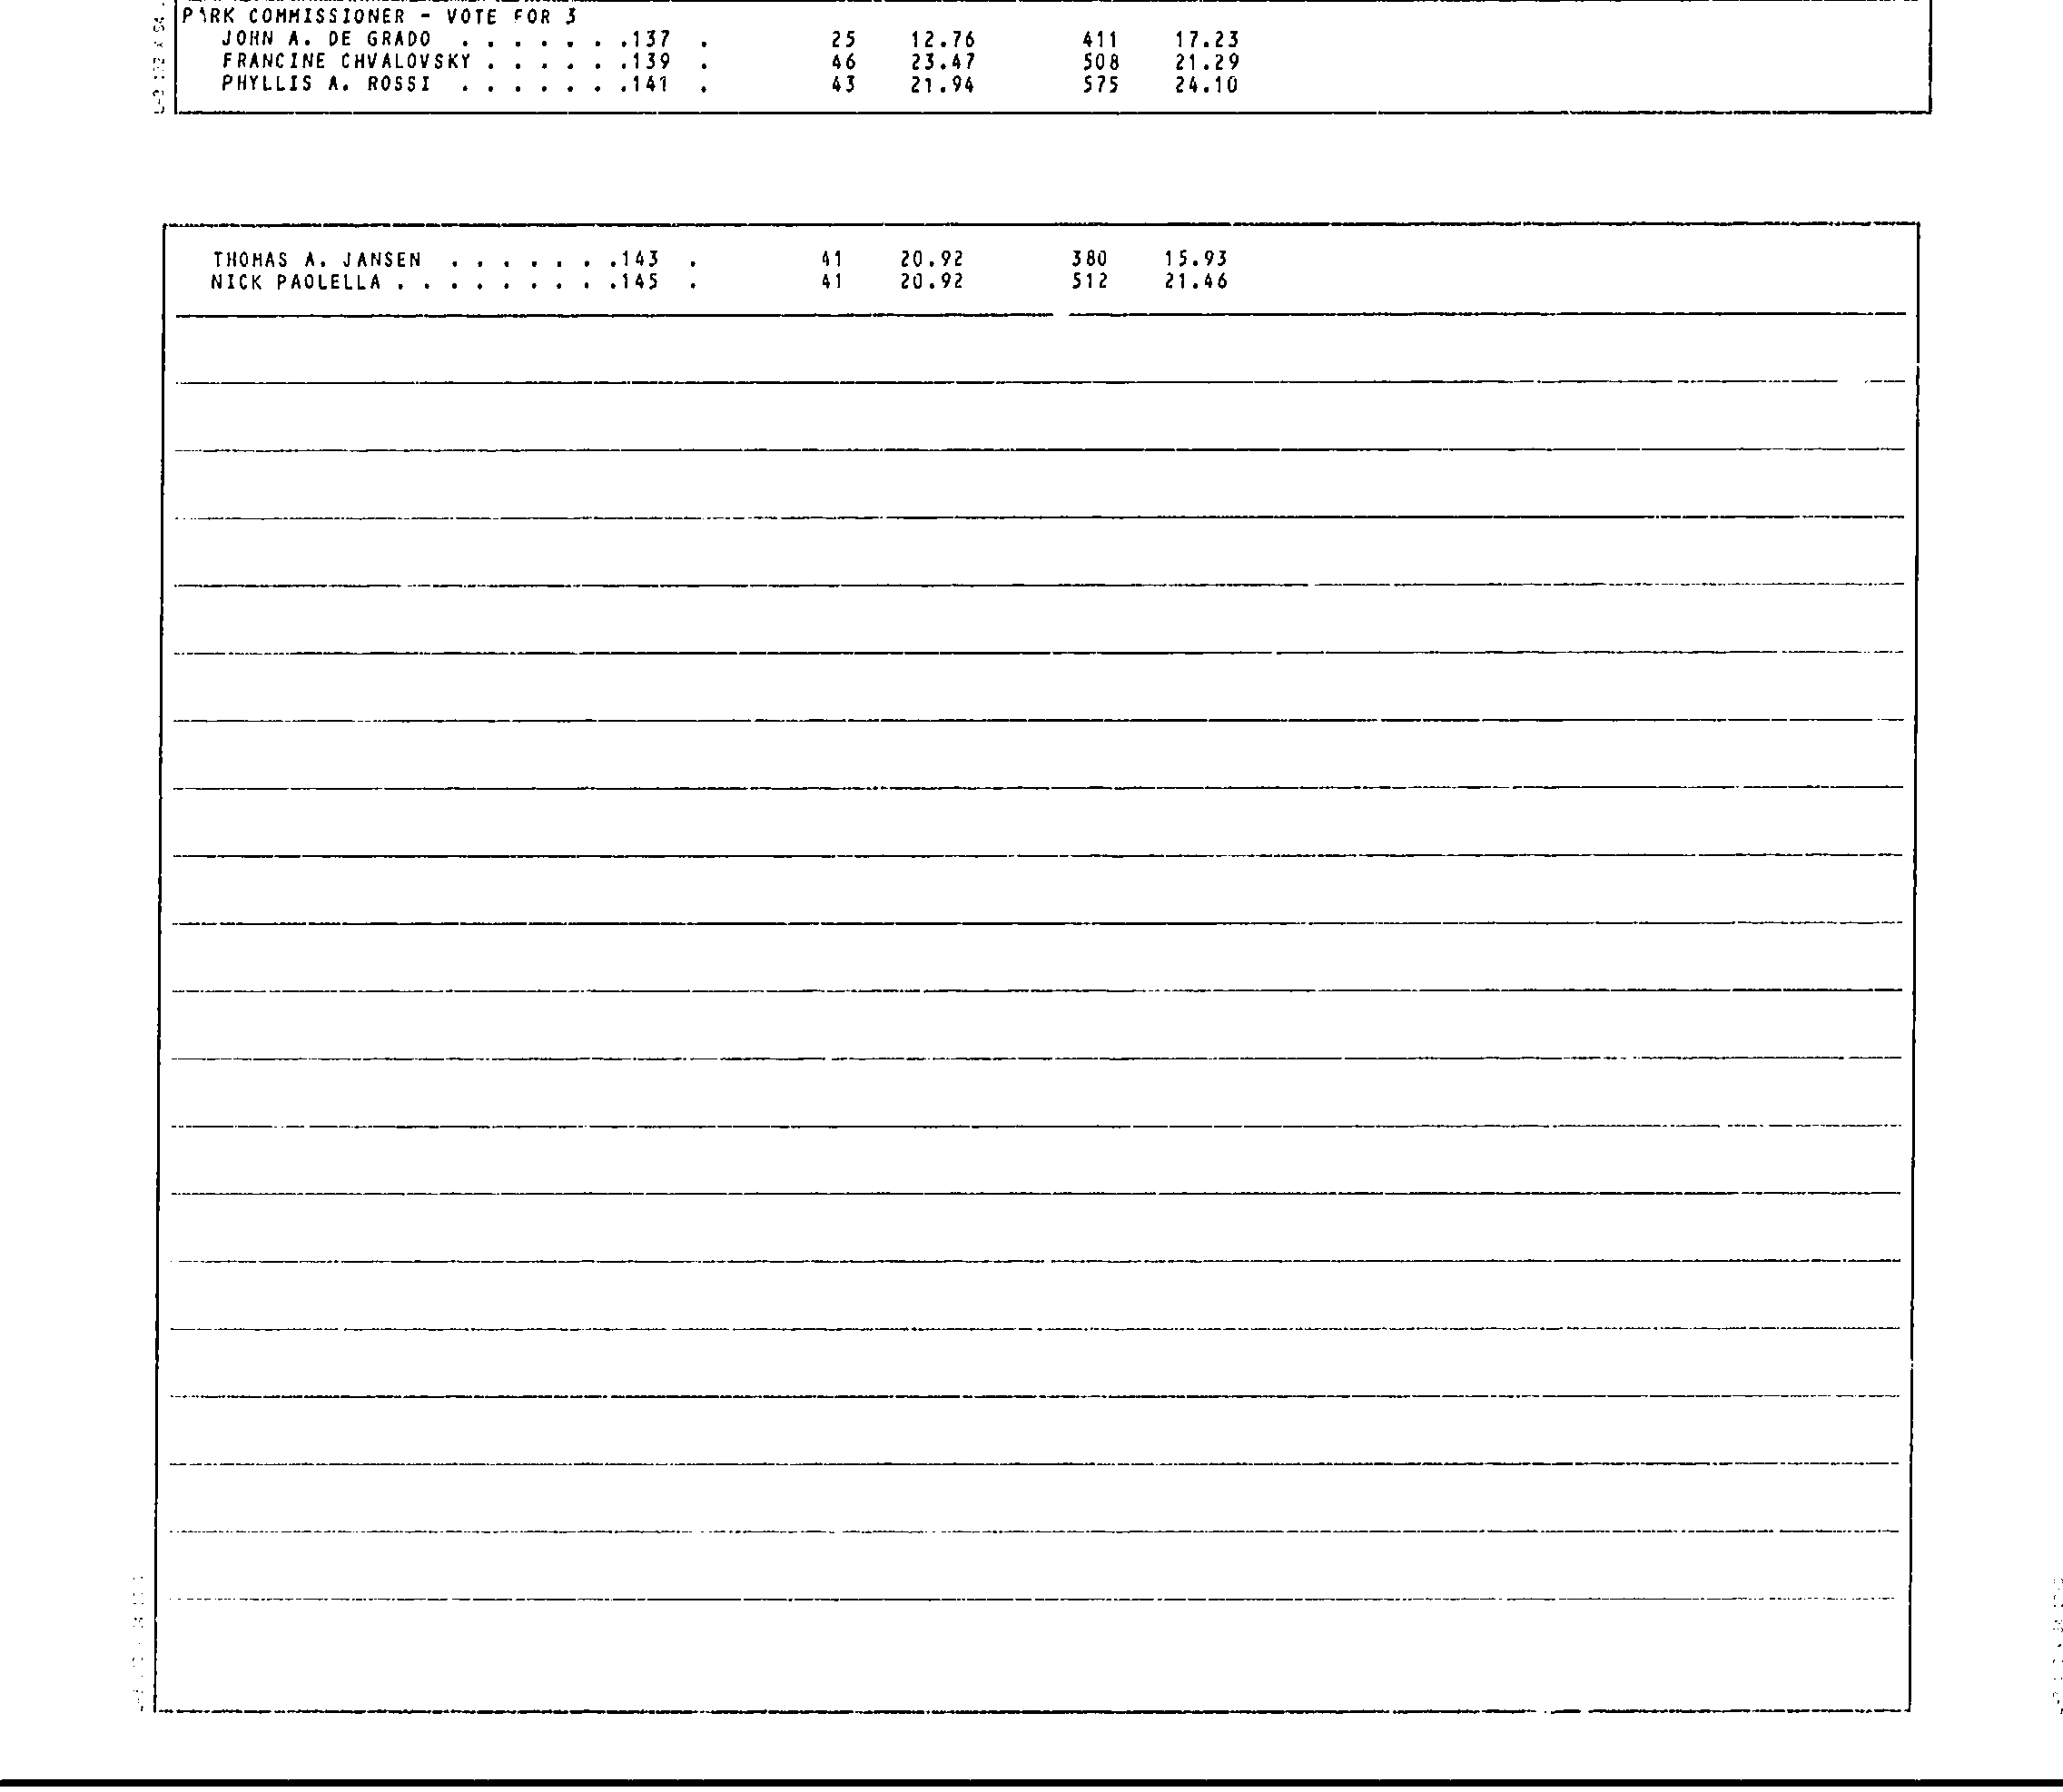 PARK COMMISSIONER - VOTE FOR 3
JOHN A. DE GRADO . . . . . . .137 . 25 12.76 411 17.23
FRANCINE CHVALOVSKY . . . . . .139 . 46 23.47 508 21.29
PHYLLIS A. ROSSI . . . . . . .141 . 43 21.94 575 24.10
THOMAS A. JANSEN . . . . . . .143 . 41 20.92 380 15.93
NICK PAOLELLA . . . . . . . . .145 . 41 20.92 512 21.46